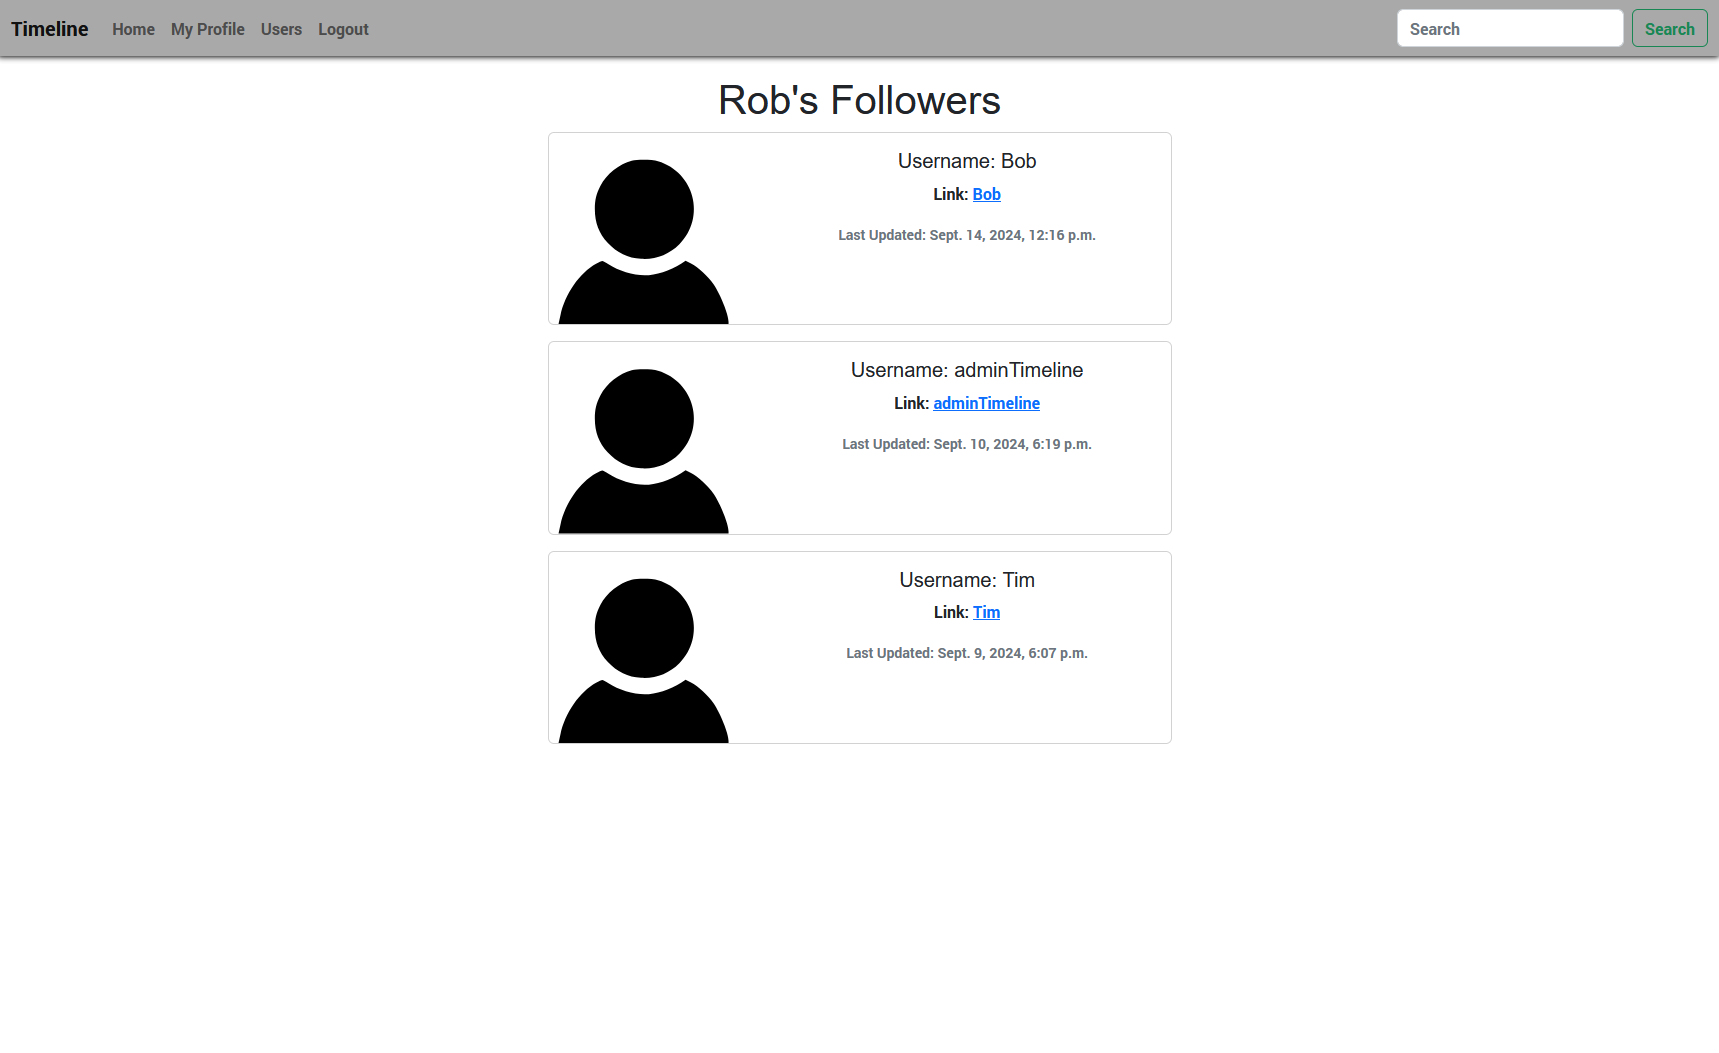 Timeline Home My Profile Users Logout Search Search
Rob's Followers
Username: Bob
Link: Bob
Last Updated: Sept. 14, 2024, 12:16 p.m.
Username: adminTimeline
Link: adminTimeline
Last Updated: Sept. 10, 2024, 6:19 p.m.
Username: Tim
Link: Tim
Last Updated: Sept. 9, 2024, 6:07 p.m.